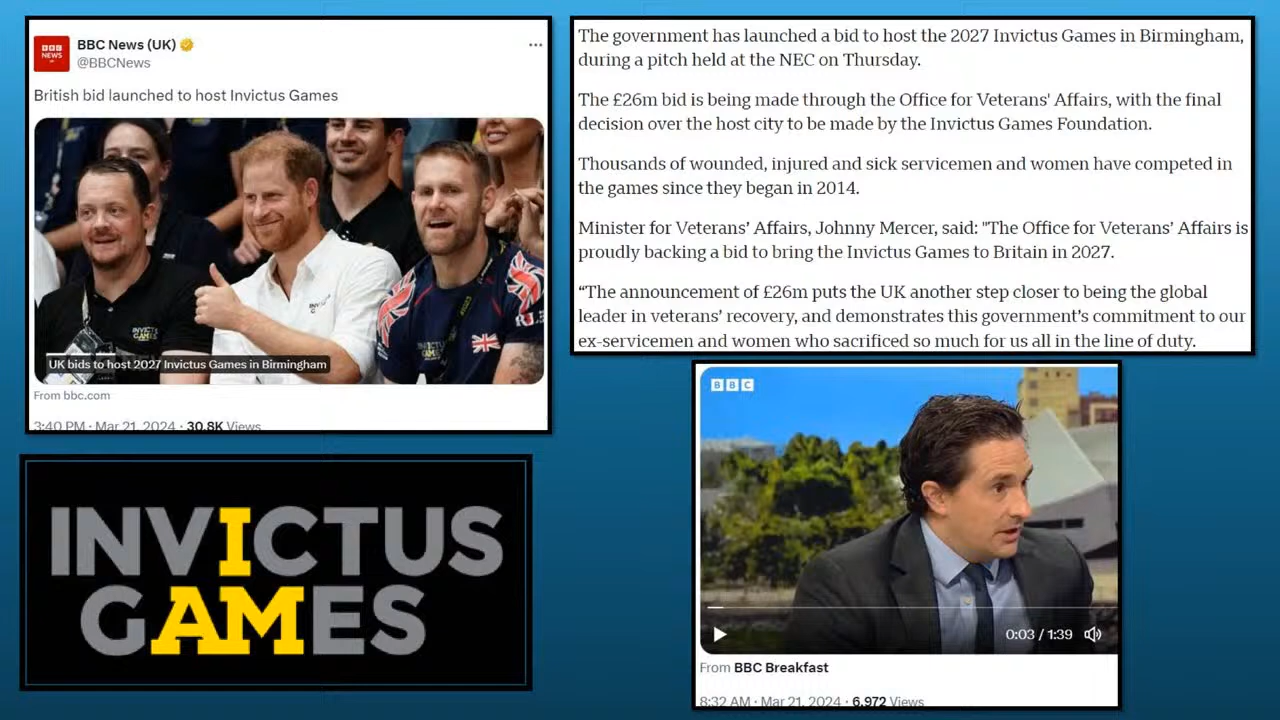 BBC NEWS
BBC News (UK)
@BBCNews
British bid launched to host Invictus Games
UK bids to host 2027 Invictus Games in Birmingham
From bbc.com
3:40 PM · Mar 21, 2024 · 30.8K Views
The government has launched a bid to host the 2027 Invictus Games in Birmingham,
during a pitch held at the NEC on Thursday.
The £26m bid is being made through the Office for Veterans' Affairs, with the final
decision over the host city to be made by the Invictus Games Foundation.
Thousands of wounded, injured and sick servicemen and women have competed in
the games since they began in 2014.
Minister for Veterans’ Affairs, Johnny Mercer, said: "The Office for Veterans’ Affairs is
proudly backing a bid to bring the Invictus Games to Britain in 2027.
“The announcement of £26m puts the UK another step closer to being the global
leader in veterans’ recovery, and demonstrates this government’s commitment to our
ex-servicemen and women who sacrificed so much for us all in the line of duty.
INVICTUS
GAMES
BBC
0:03 / 1:39
From BBC Breakfast
8:32 AM · Mar 21, 2024 · 6,972 Views